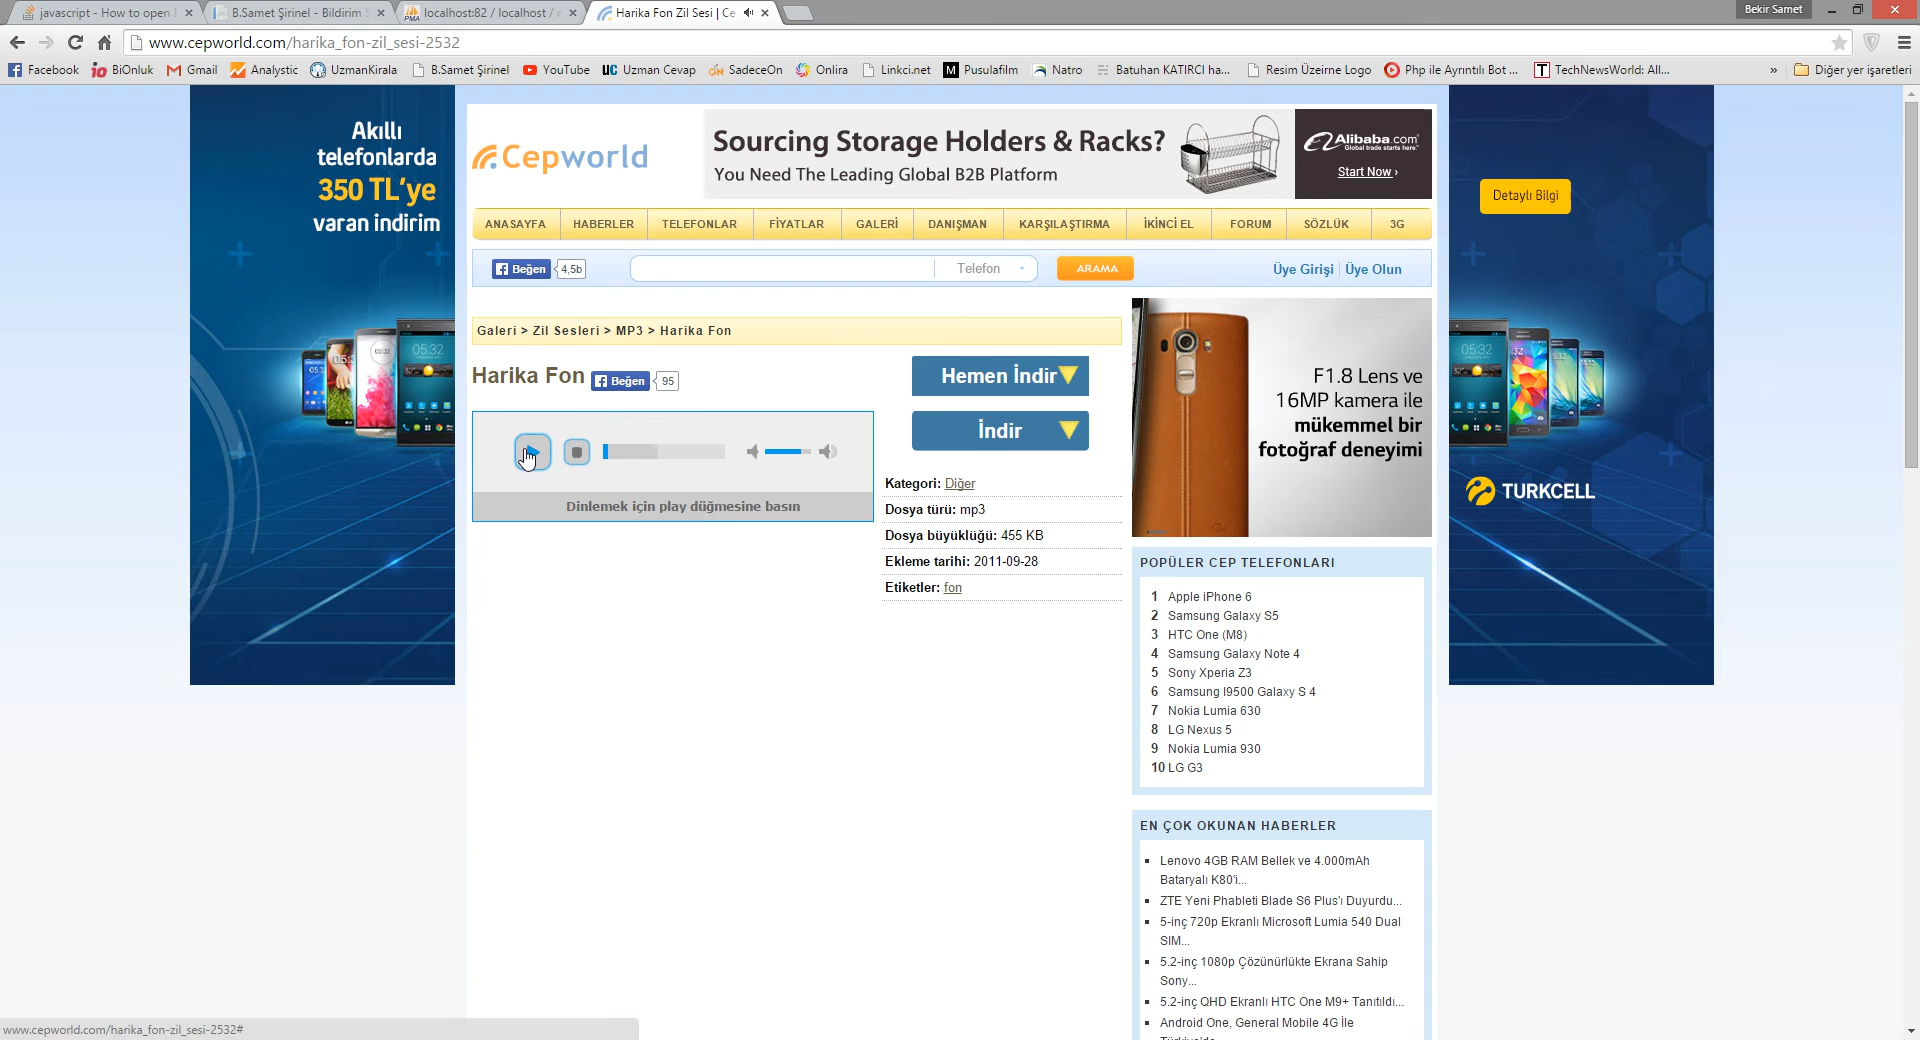 javascript - How to open
B.Samet Şirinel - Bildirim S
localhost:82 / localhost /
Harika Fon Zil Sesi | Ce
Bekir Samet
www.cepworld.com/harika_fon-zil_sesi-2532
Facebook
BiOnluk
Gmail
Analystic
UzmanKirala
B.Samet Şirinel
YouTube
Uzman Cevap
SadeceOn
Onlira
Linkci.net
Pusulafilm
Natro
Batuhan KATIRCI ha...
Resim Üzeirne Logo
Php ile Ayrıntılı Bot ...
TechNewsWorld: All...
»
Diğer yer işaretleri
Akıllı
telefonlarda
350 TL'ye
varan indirim
05:32
Cepworld
Sourcing Storage Holders & Racks?
You Need The Leading Global B2B Platform
Alibaba.com
Global trade starts here.
Start Now ›
ANASAYFA
HABERLER
TELEFONLAR
FİYATLAR
GALERİ
DANIŞMAN
KARŞILAŞTIRMA
İKİNCİ EL
FORUM
SÖZLÜK
3G
Beğen
4,5b
Telefon
ARAMA
Üye Girişi
Üye Olun
Galeri > Zil Sesleri > MP3 > Harika Fon
Harika Fon
Beğen
95
Dinlemek için play düğmesine basın
Hemen İndir
İndir
Kategori: Diğer
Dosya türü: mp3
Dosya büyüklüğü: 455 KB
Ekleme tarihi: 2011-09-28
Etiketler: fon
F1.8 Lens ve
16MP kamera ile
mükemmel bir
fotoğraf deneyimi
POPÜLER CEP TELEFONLARI
1 Apple iPhone 6
2 Samsung Galaxy S5
3 HTC One (M8)
4 Samsung Galaxy Note 4
5 Sony Xperia Z3
6 Samsung I9500 Galaxy S 4
7 Nokia Lumia 630
8 LG Nexus 5
9 Nokia Lumia 930
10 LG G3
EN ÇOK OKUNAN HABERLER
Lenovo 4GB RAM Bellek ve 4.000mAh
Bataryalı K80'i...
ZTE Yeni Phableti Blade S6 Plus'ı Duyurdu...
5-inç 720p Ekranlı Microsoft Lumia 540 Dual
SIM...
5.2-inç 1080p Çözünürlükte Ekrana Sahip
Sony...
5.2-inç QHD Ekranlı HTC One M9+ Tanıtıldı...
Android One, General Mobile 4G İle
Detaylı Bilgi
05:32
TURKCELL
www.cepworld.com/harika_fon-zil_sesi-2532#